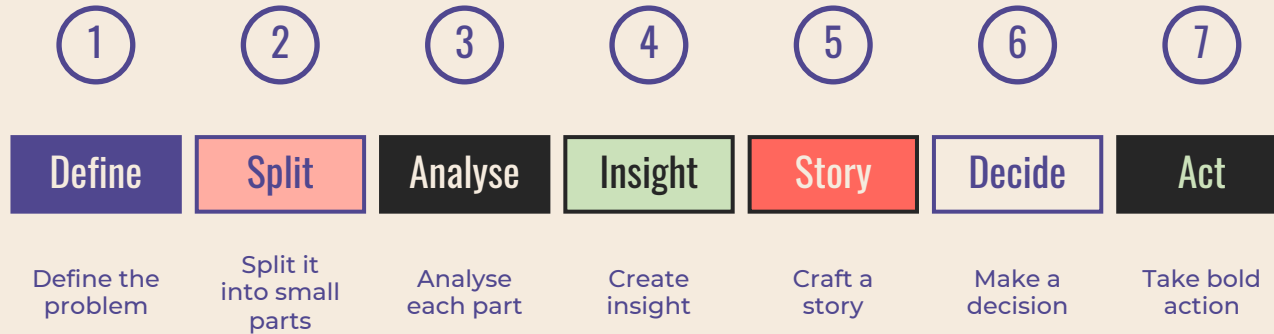 1
2
3
4
5
6
7
Define
Split
Analyse
Insight
Story
Decide
Act
Define the
problem
Split it
into small
parts
Analyse
each part
Create
insight
Craft a
story
Make a
decision
Take bold
action